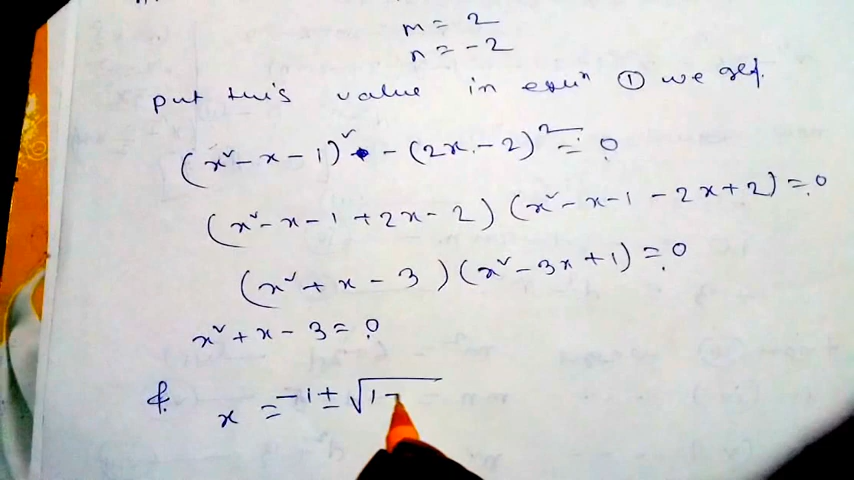 m = 2
n = -2
put this value in equⁿ ① we get.
(x² - x - 1)² - (2x - 2)² = 0
(x² - x - 1 + 2x - 2) (x² - x - 1 - 2x + 2) = 0
(x² + x - 3) (x² - 3x + 1) = 0
x² + x - 3 = 0
x = -1 ± √1 -